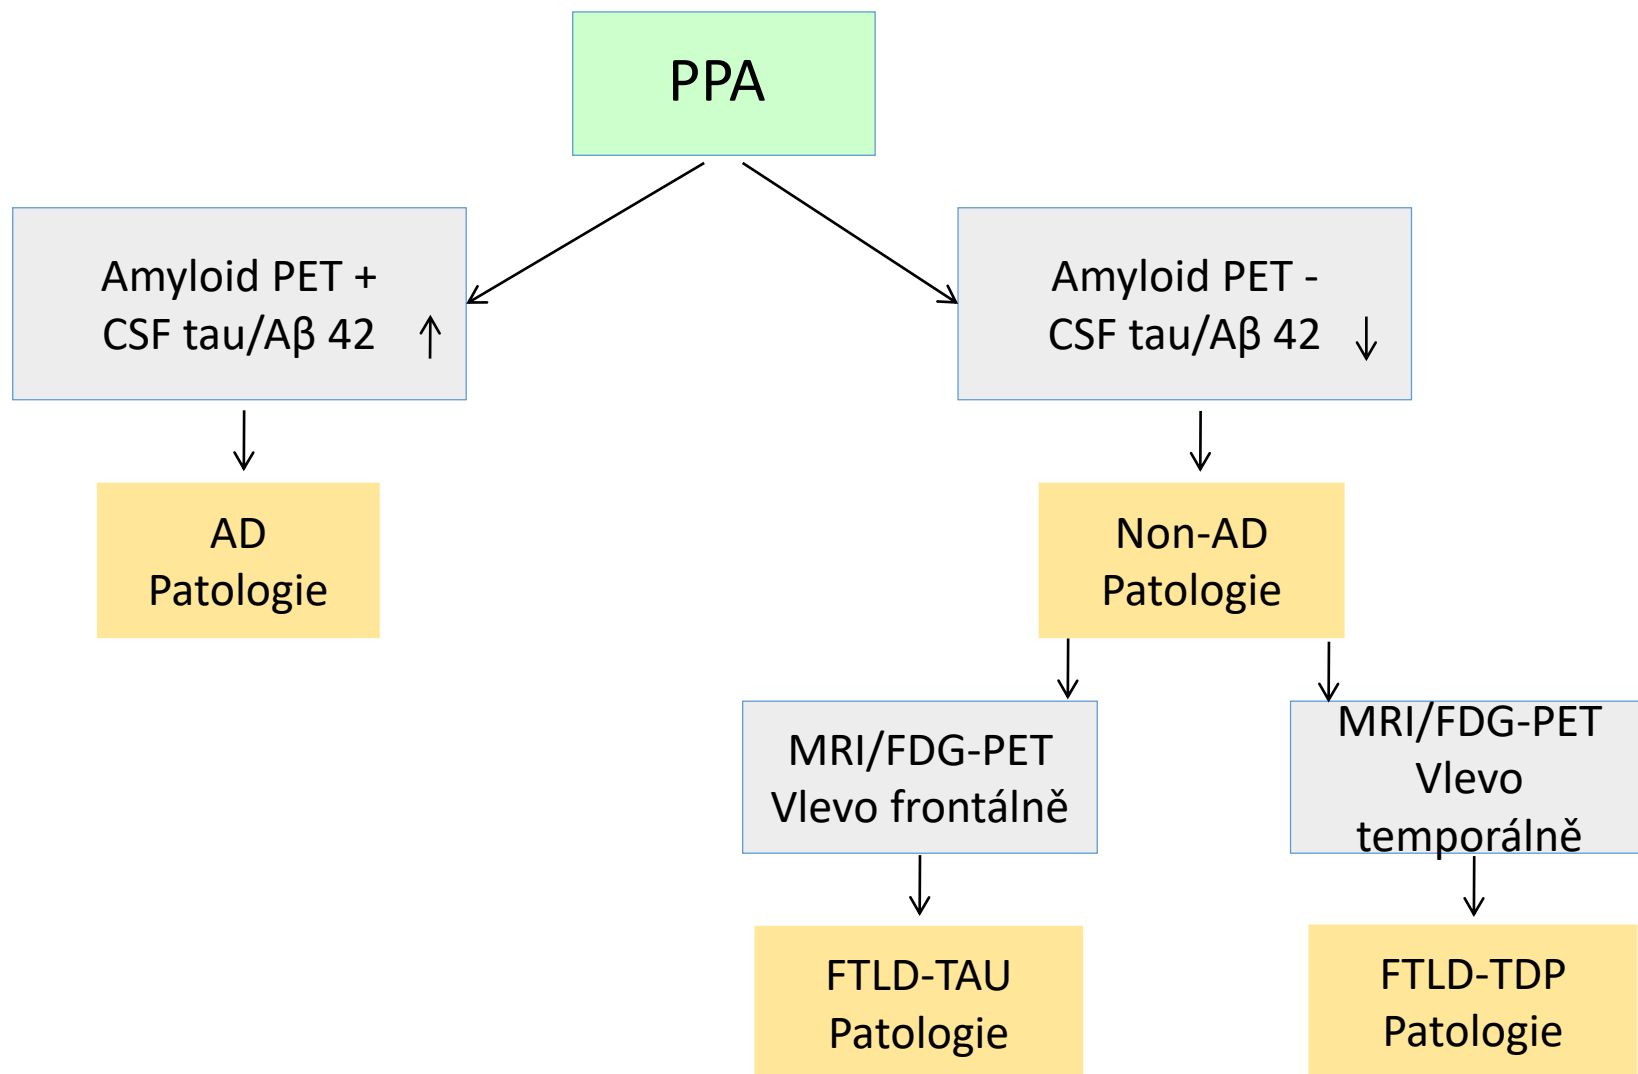 PPA
Amyloid PET +
CSF tau/Aβ 42 ↑
Amyloid PET -
CSF tau/Aβ 42 ↓
AD
Patologie
Non-AD
Patologie
MRI/FDG-PET
Vlevo frontálně
MRI/FDG-PET
Vlevo
temporálně
FTLD-TAU
Patologie
FTLD-TDP
Patologie